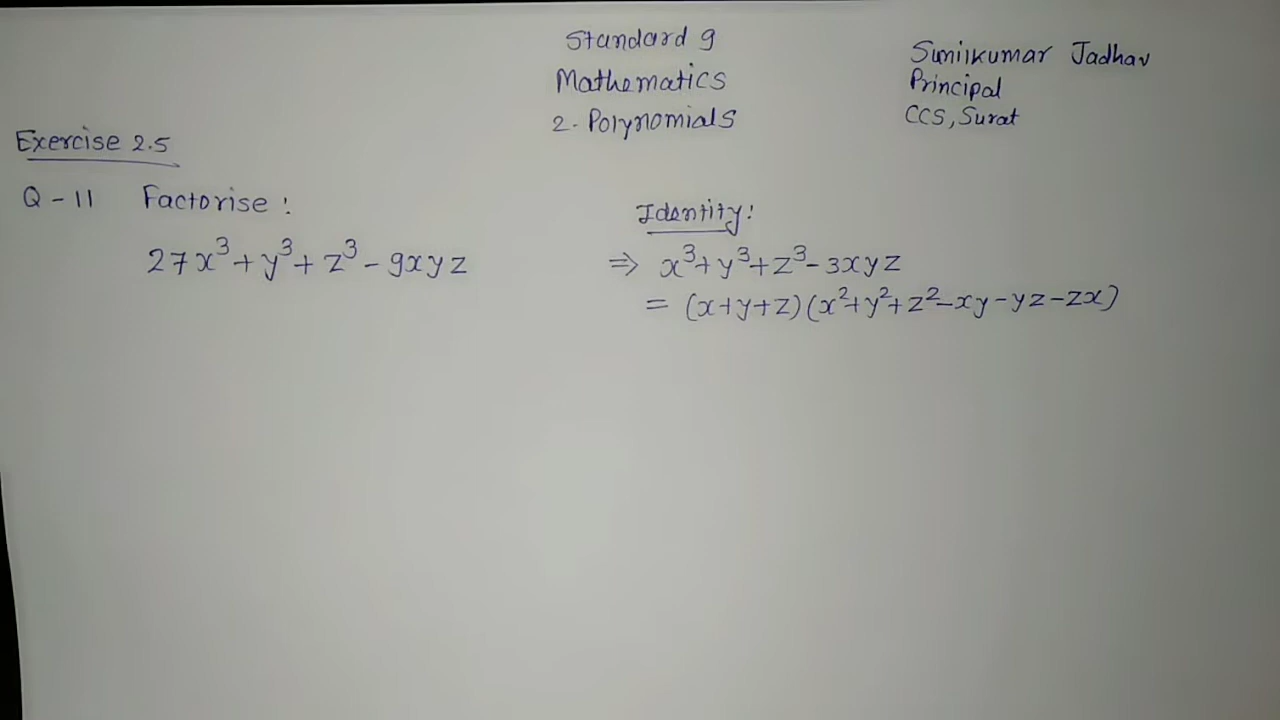 Standard 9
Mathematics
2. Polynomials
Sunilkumar Jadhav
Principal
CCS, Surat
Exercise 2.5
Q - 11 Factorise :
27x³ + y³ + z³ - 9xyz
Identity:
⇒ x³ + y³ + z³ - 3xyz
= (x+y+z)(x²+y²+z²-xy-yz-zx)